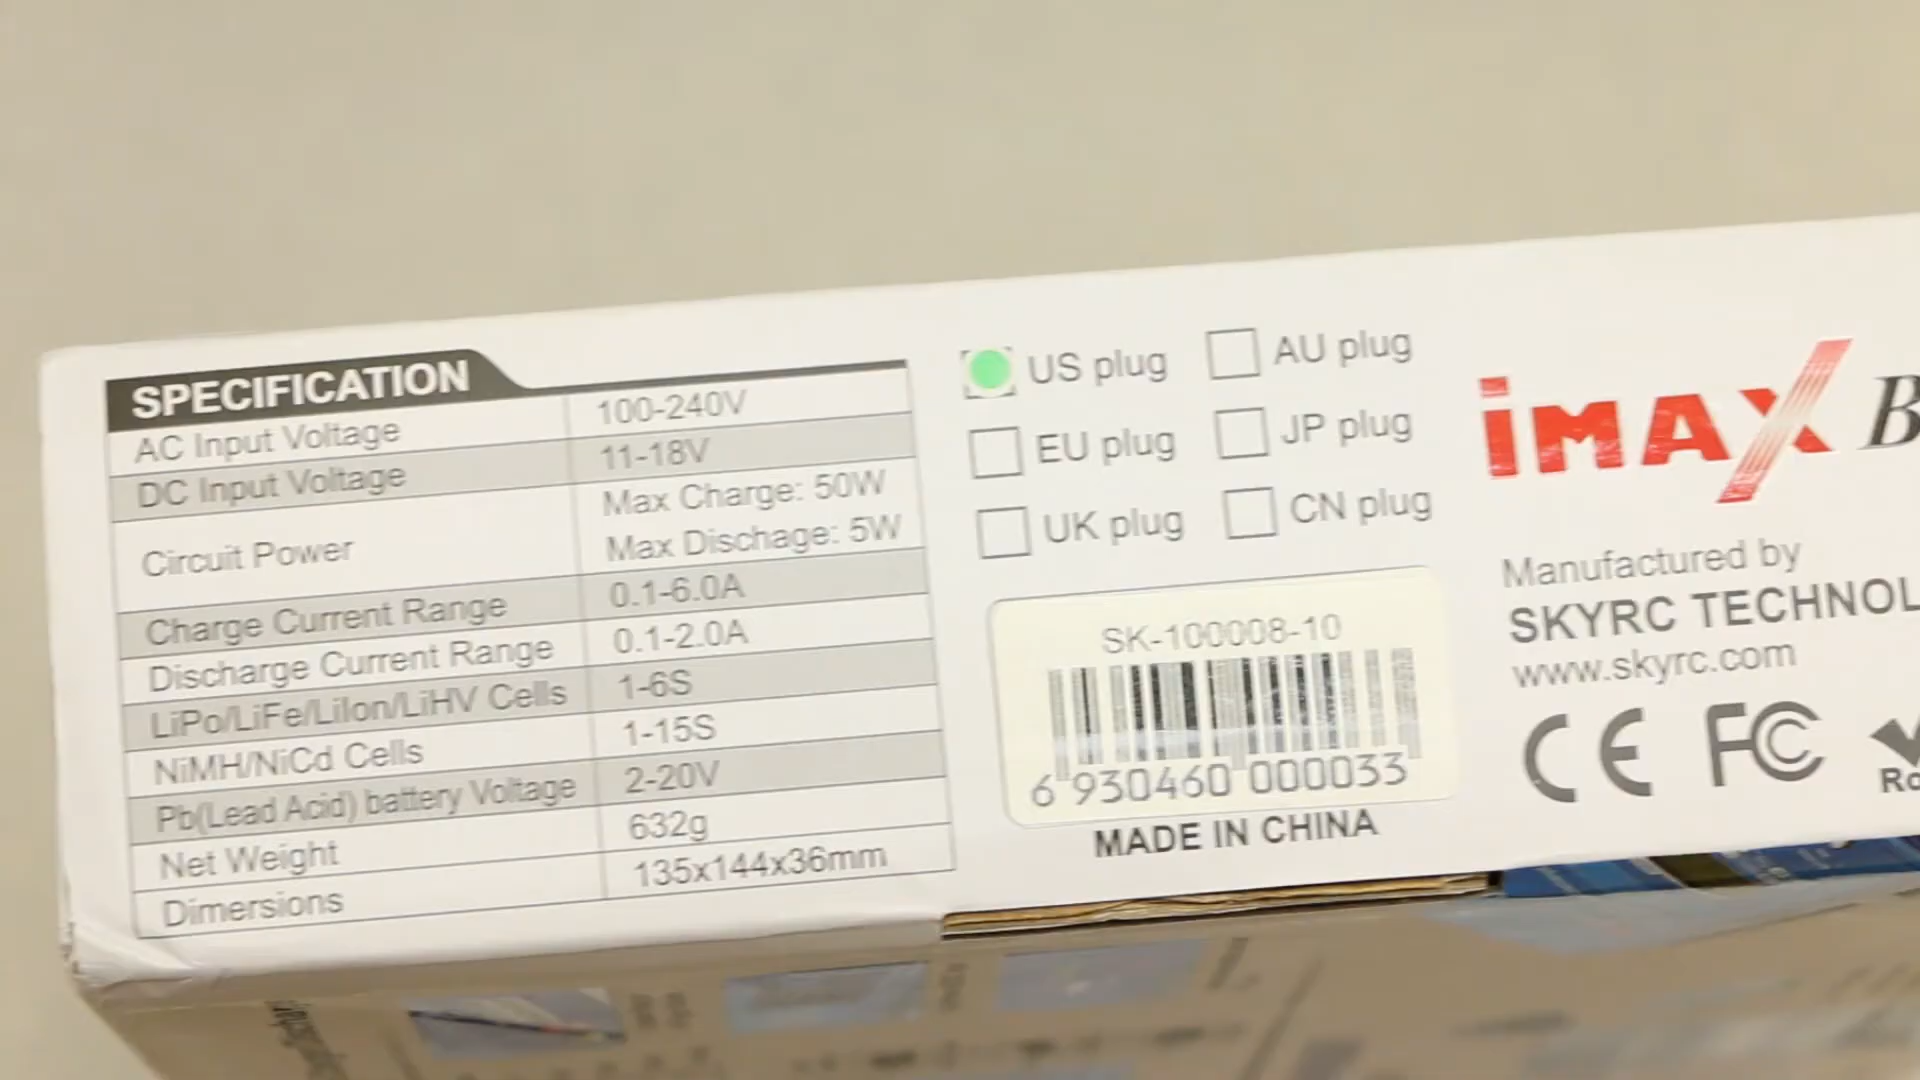 SPECIFICATION
AC Input Voltage 100-240V
DC Input Voltage 11-18V
Circuit Power Max Charge: 50W
Max Dischage: 5W
Charge Current Range 0.1-6.0A
Discharge Current Range 0.1-2.0A
LiPo/LiFe/LiIon/LiHV Cells 1-6S
NiMH/NiCd Cells 1-15S
Pb(Lead Acid) battery Voltage 2-20V
Net Weight 632g
Dimersions 135x144x36mm
US plug AU plug
EU plug JP plug
UK plug CN plug
SK-100008-10
6 930460 000033
MADE IN CHINA
iMAX B
Manufactured by
SKYRC TECHNOL
www.skyrc.com
CE FC
Ro